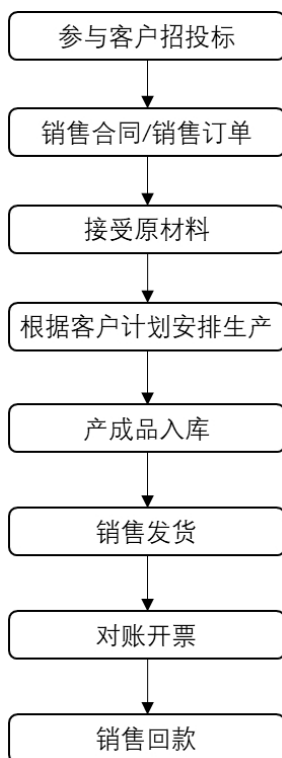 参与客户招投标
销售合同/销售订单
接受原材料
根据客户计划安排生产
产成品入库
销售发货
对账开票
销售回款